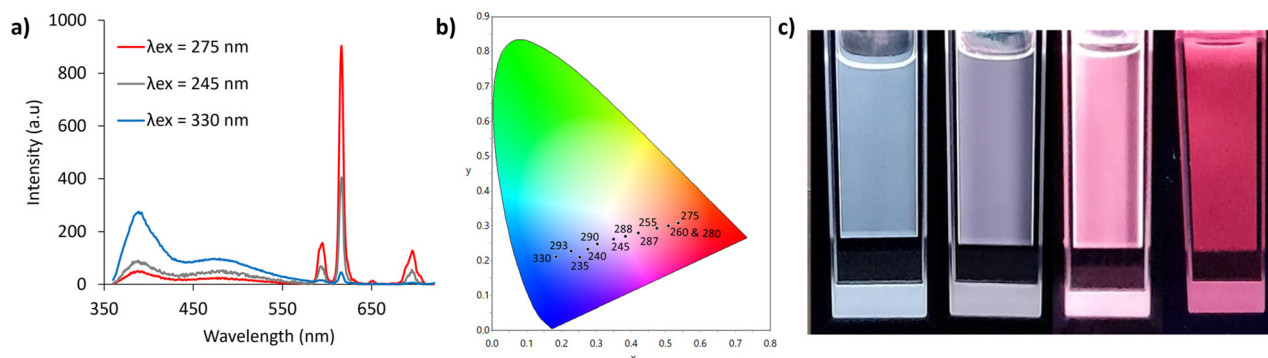 a)
1000
800
600
400
200
0
Intensity (a.u)
λex = 275 nm
λex = 245 nm
λex = 330 nm
350 450 550 650
Wavelength (nm)
b)
0.9
0.8
0.7
0.6
0.5
0.4
0.3
0.2
0.1
0.0
y
y
255 275
290 288
293 245 287 260 & 280
330 240
235
0.0 0.1 0.2 0.3 0.4 0.5 0.6 0.7 0.8
c)